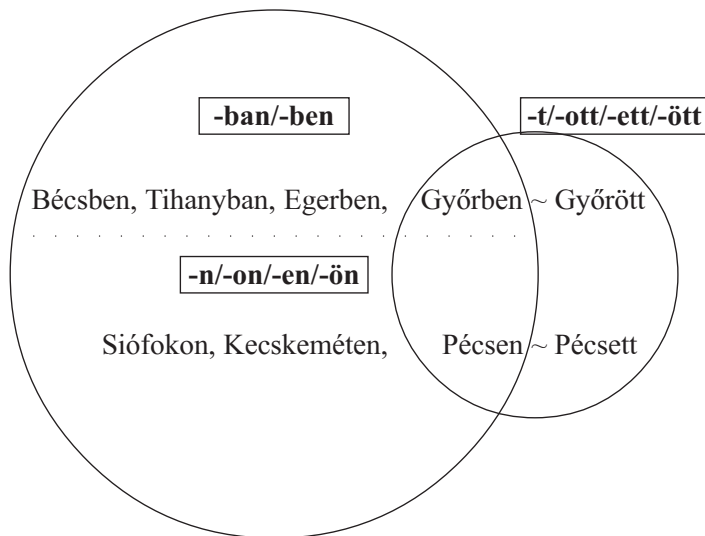 -ban/-ben
-t/-ott/-ett/-ött
Bécsben, Tihanyban, Egerben, Győrben ~ Győrött
-n/-on/-en/-ön
Siófokon, Kecskeméten, Pécsen ~ Pécsett